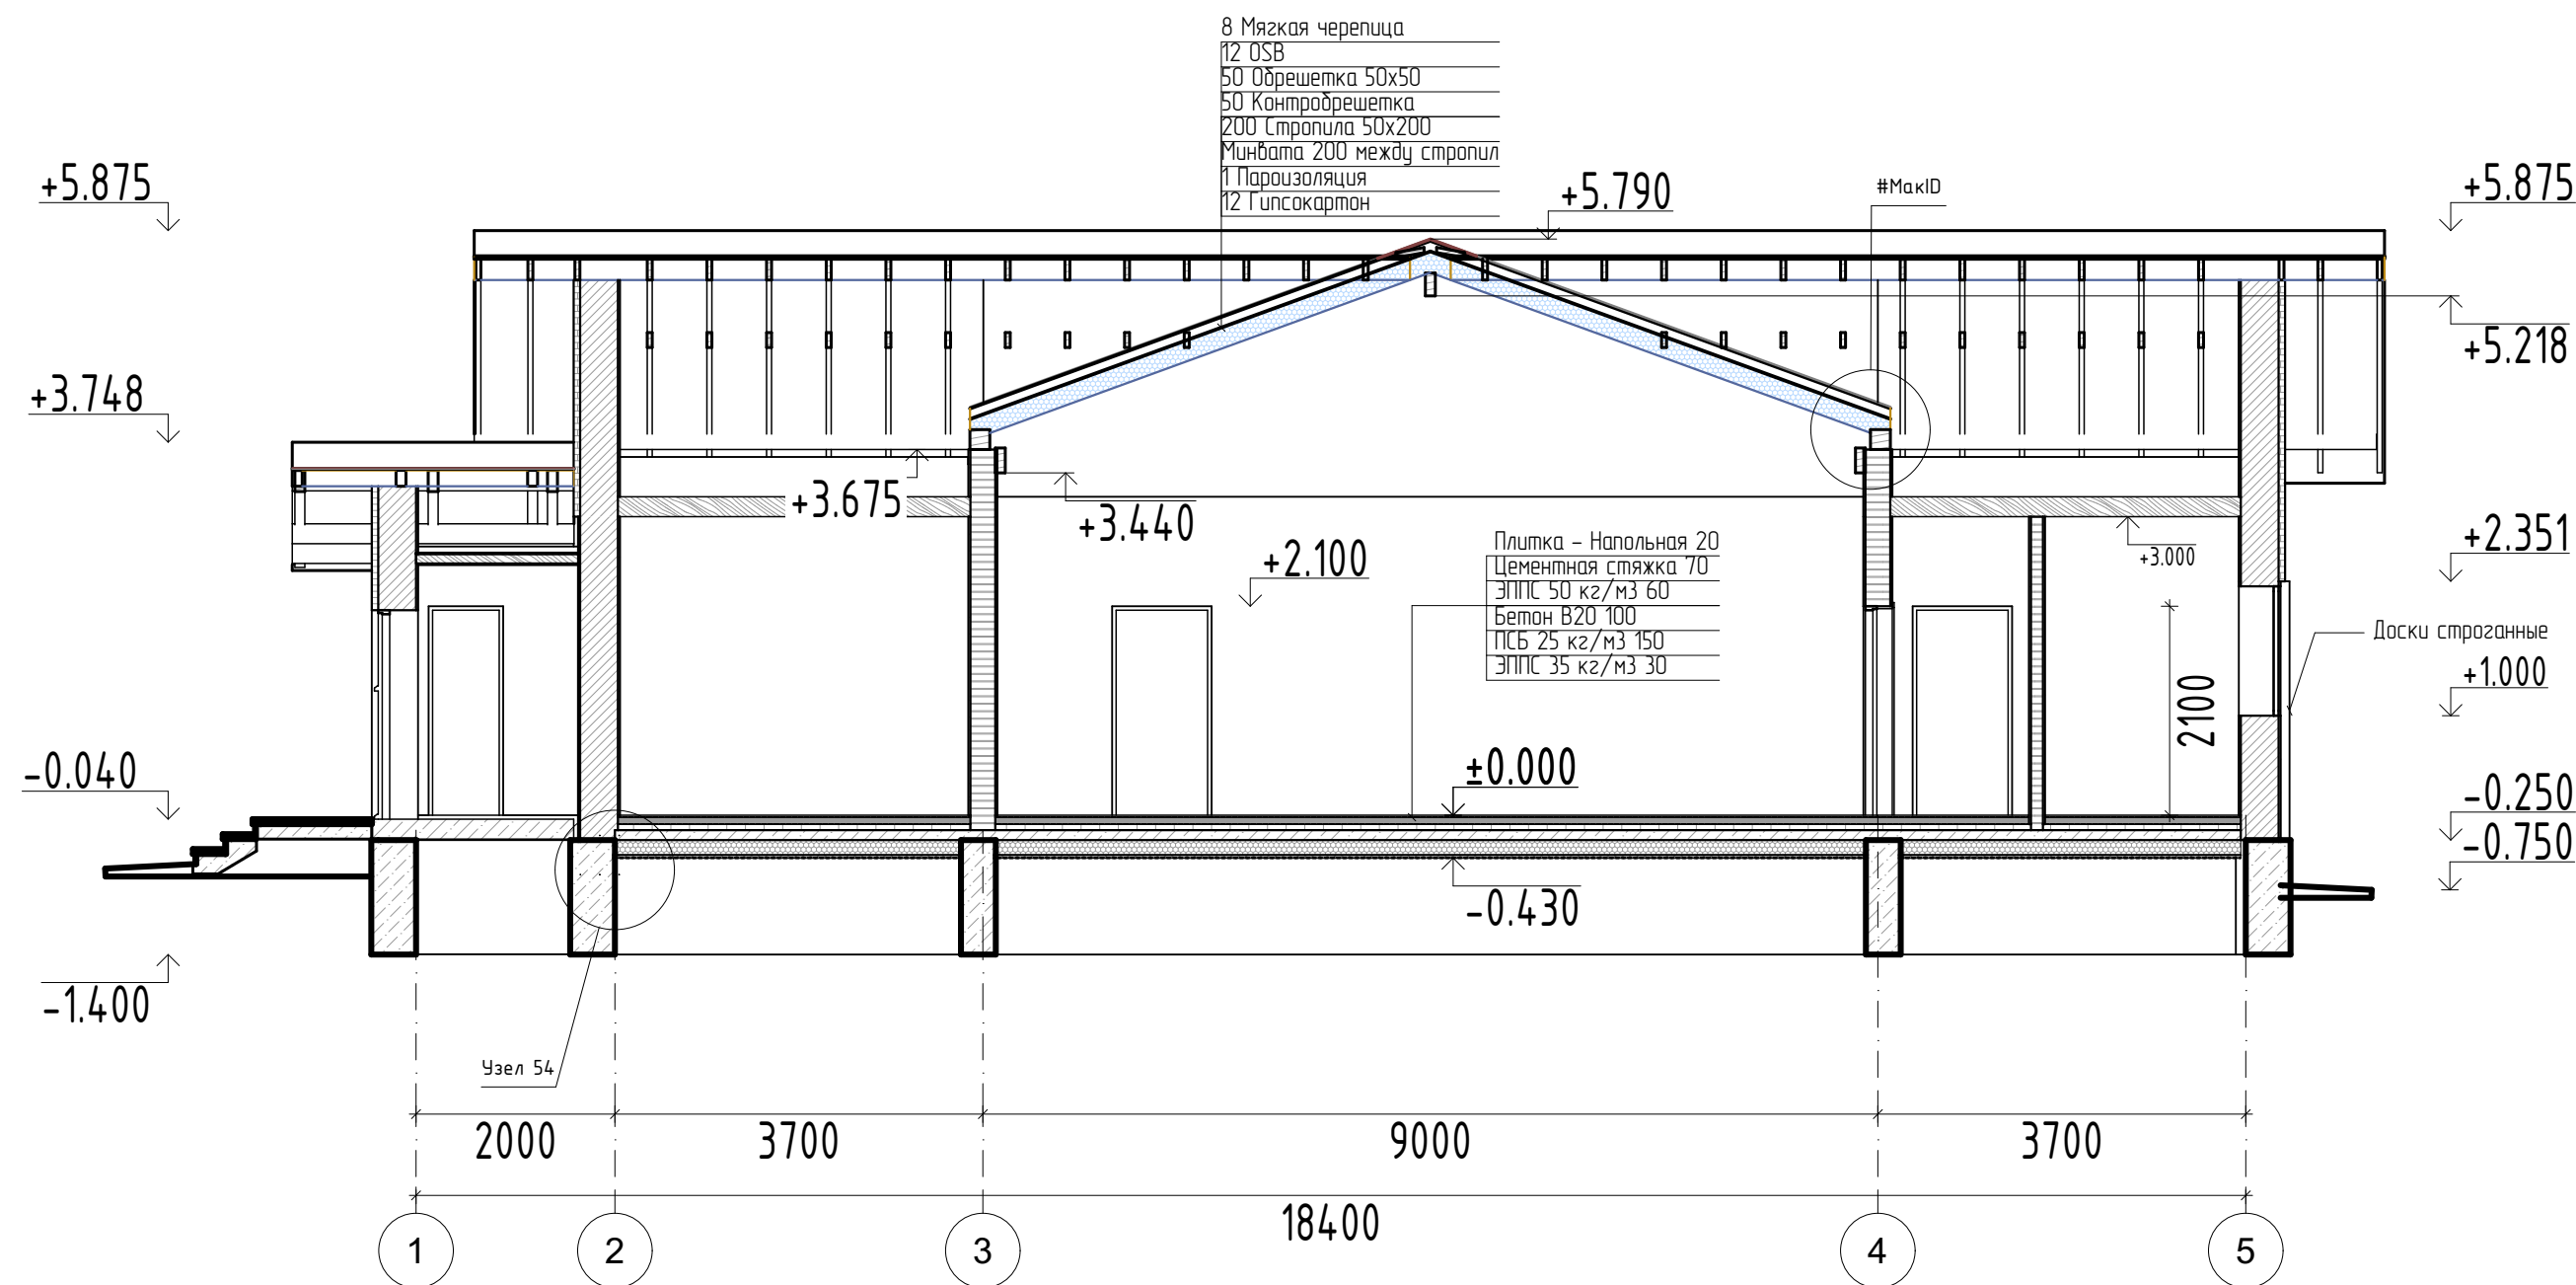 8 Мягкая черепица
12 OSB
50 Обрешетка 50х50
50 Контробрешетка
200 Стропила 50х200
Минвата 200 между стропил
1 Пароизоляция
12 Гипсокартон
+5.875
+5.790
#МакID
+5.875
+5.218
+3.748
+3.675
+3.440
+2.100
Плитка – Напольная 20
Цементная стяжка 70
ЭППС 50 кг/м3 60
Бетон В20 100
ПСБ 25 кг/м3 150
ЭППС 35 кг/м3 30
+3.000
+2.351
Доски строганные
+1.000
2100
-0.040
±0.000
-0.250
-0.750
-0.430
-1.400
Узел 54
2000
3700
9000
3700
18400
1
2
3
4
5